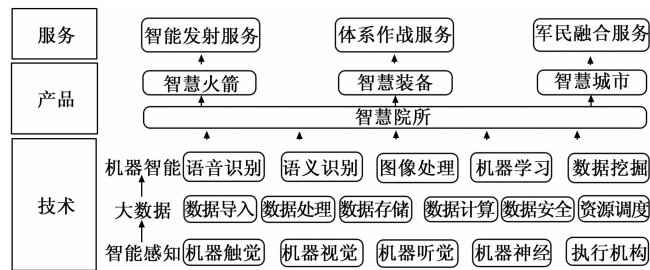 服务 智能发射服务 体系作战服务 军民融合服务
产品 智慧火箭 智慧装备 智慧城市
智慧院所
技术
机器智能 语音识别 语义识别 图像处理 机器学习 数据挖掘
大数据 数据导入 数据处理 数据存储 数据计算 数据安全 资源调度
智能感知 机器触觉 机器视觉 机器听觉 机器神经 执行机构